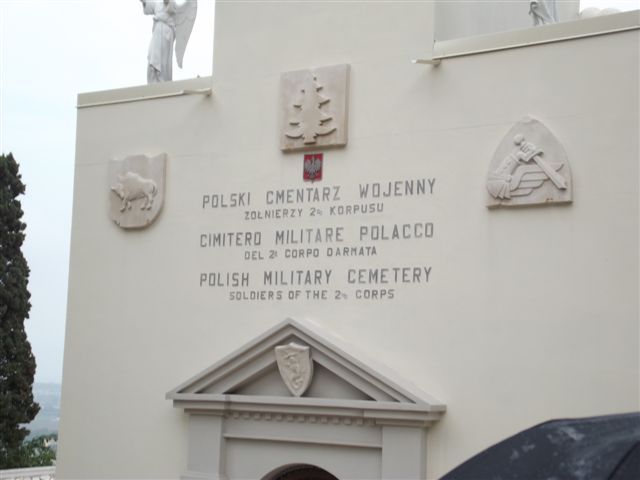 POLSKI CMENTARZ WOJENNY
ŻOŁNIERZY 2GO KORPUSU
CIMITERO MILITARE POLACCO
DEL 2º CORPO D'ARMATA
POLISH MILITARY CEMETERY
SOLDIERS OF THE 2ND CORPS